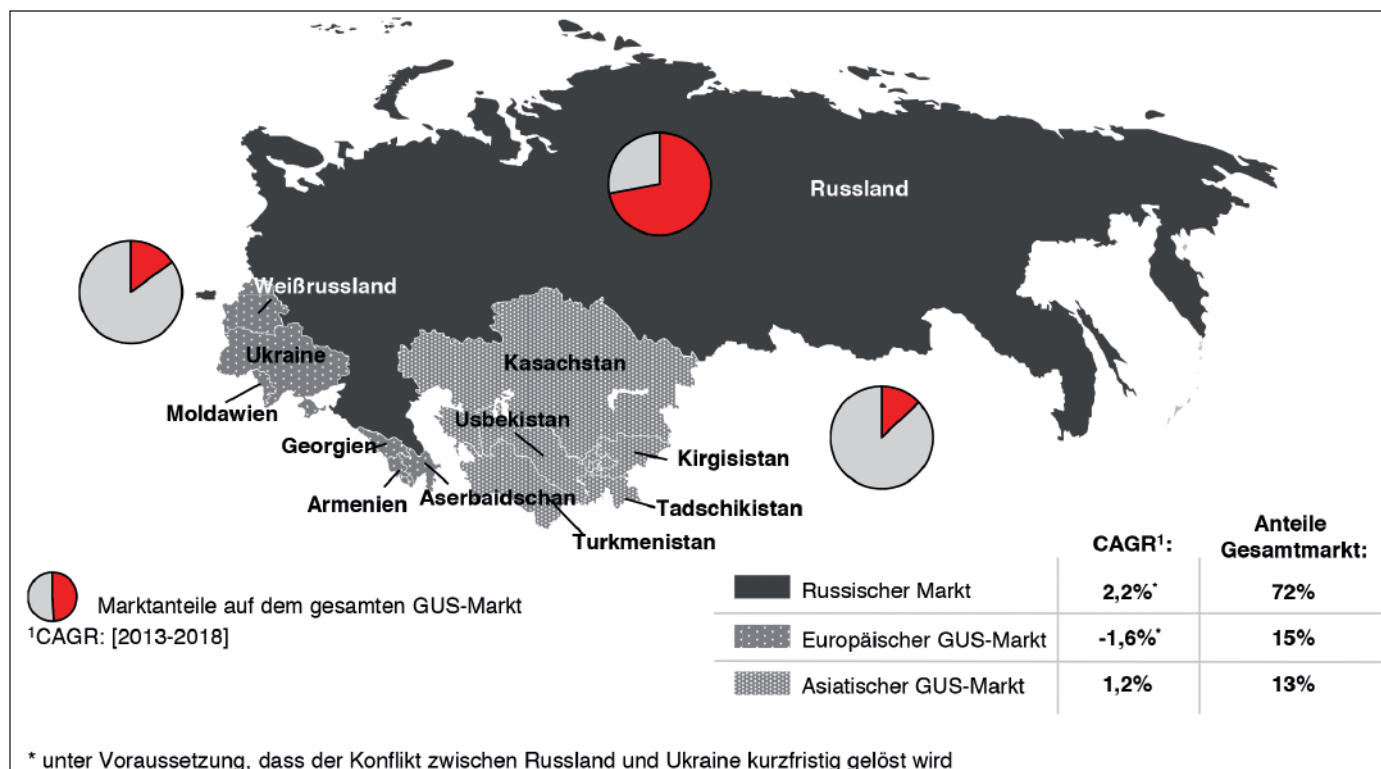 Russland
Weißrussland
Ukraine
Kasachstan
Moldawien
Usbekistan
Georgien
Kirgisistan
Armenien
Aserbaidschan
Tadschikistan
Turkmenistan
CAGR¹:
Anteile
Gesamtmarkt:
Russischer Markt 2,2%* 72%
Europäischer GUS-Markt -1,6%* 15%
Asiatischer GUS-Markt 1,2% 13%
Marktanteile auf dem gesamten GUS-Markt
¹CAGR: [2013-2018]
* unter Voraussetzung, dass der Konflikt zwischen Russland und Ukraine kurzfristig gelöst wird